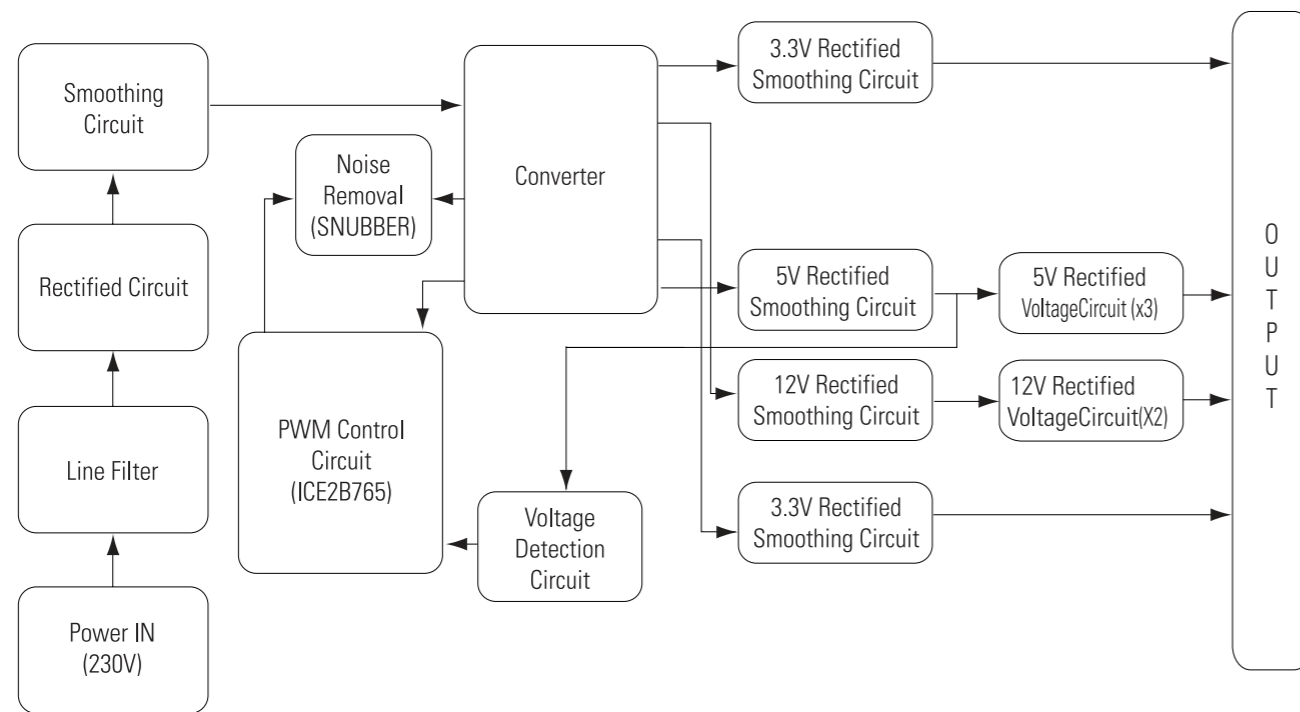 Smoothing
Circuit
Rectified Circuit
Line Filter
Power IN
(230V)
Noise
Removal
(SNUBBER)
PWM Control
Circuit
(ICE2B765)
Converter
Voltage
Detection
Circuit
3.3V Rectified
Smoothing Circuit
5V Rectified
Smoothing Circuit
5V Rectified
VoltageCircuit (x3)
12V Rectified
Smoothing Circuit
12V Rectified
VoltageCircuit(X2)
3.3V Rectified
Smoothing Circuit
O
U
T
P
U
T